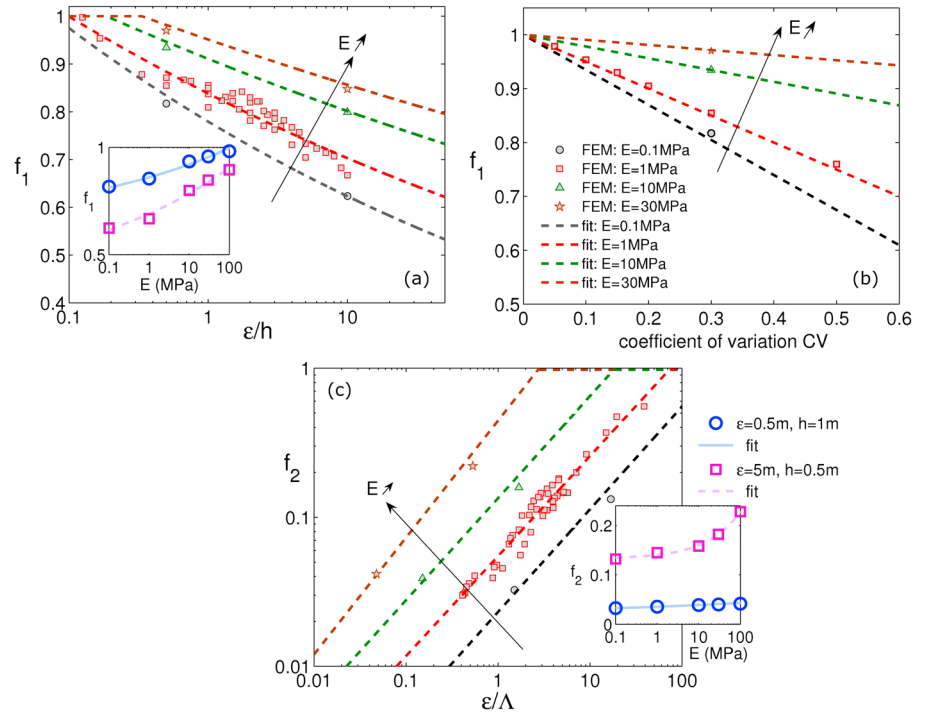 1
0.9
0.8
0.7
0.6
0.5
0.4
f1
E
1
f1
0.5
0.1 1 10 100
E (MPa)
(a)
0.1 1 10
ε/h
1
0.9
0.8
0.7
0.6
0.5
f1
E
FEM: E=0.1MPa
FEM: E=1MPa
FEM: E=10MPa
FEM: E=30MPa
fit: E=0.1MPa
fit: E=1MPa
fit: E=10MPa
fit: E=30MPa
(b)
0 0.1 0.2 0.3 0.4 0.5 0.6
coefficient of variation CV
(c)
1
0.1
0.01
f2
E
0.01 0.1 1 10 100
ε/Λ
ε=0.5m, h=1m
fit
ε=5m, h=0.5m
fit
0.2
0.1
0
f2
0.1 1 10 100
E (MPa)